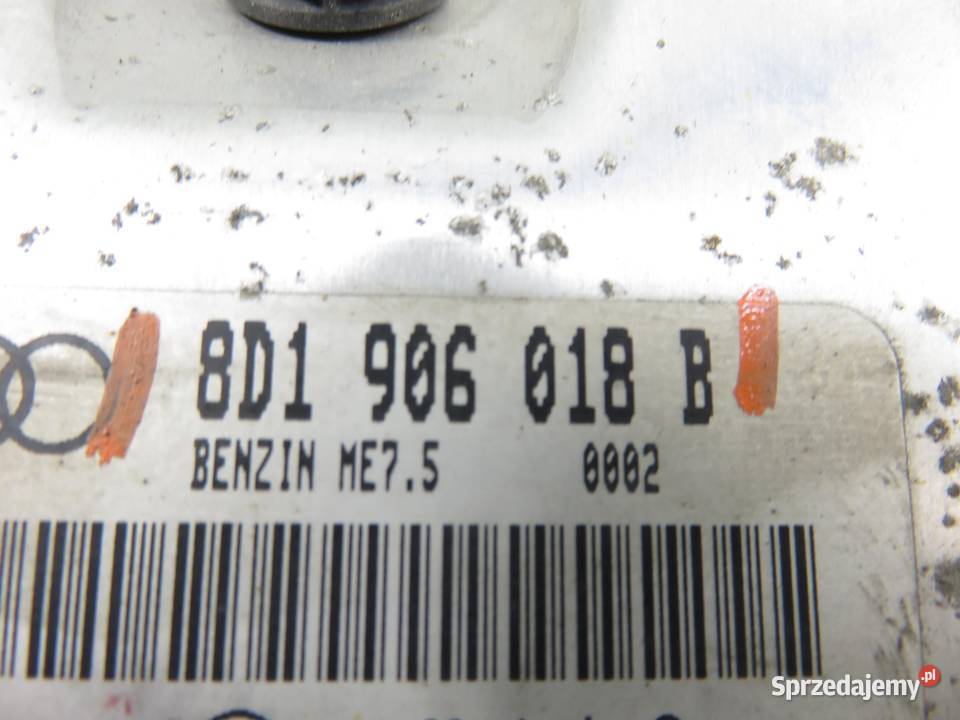 8D1 906 018 B
BENZIN ME7.5 0002
Sprzedajemy.pl